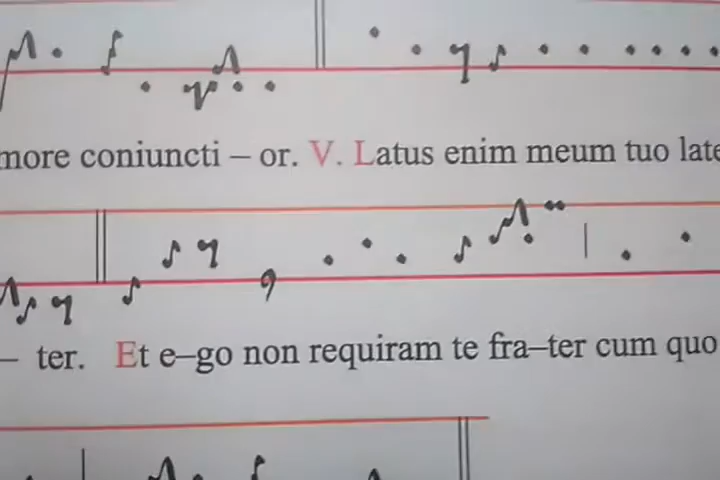 more coniuncti – or. V. Latus enim meum tuo late
– ter. Et e–go non requiram te fra–ter cum quo